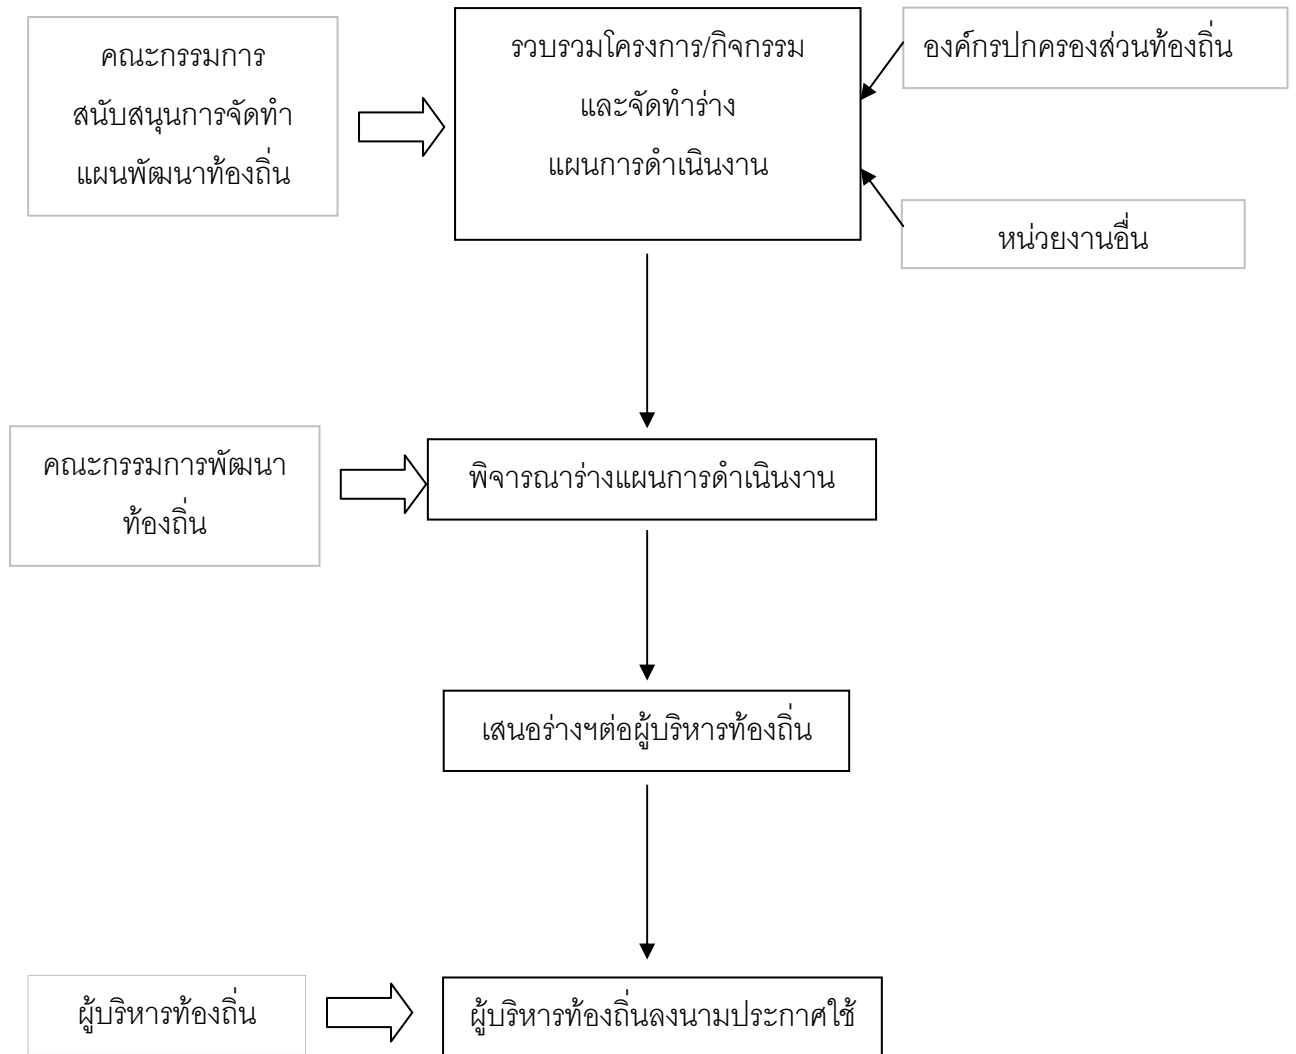 คณะกรรมการ
สนับสนุนการจัดทำ
แผนพัฒนาท้องถิ่น
รวบรวมโครงการ/กิจกรรม
และจัดทำร่าง
แผนการดำเนินงาน
องค์กรปกครองส่วนท้องถิ่น
หน่วยงานอื่น
คณะกรรมการพัฒนา
ท้องถิ่น
พิจารณาร่างแผนการดำเนินงาน
เสนอร่างฯต่อผู้บริหารท้องถิ่น
ผู้บริหารท้องถิ่น
ผู้บริหารท้องถิ่นลงนามประกาศใช้